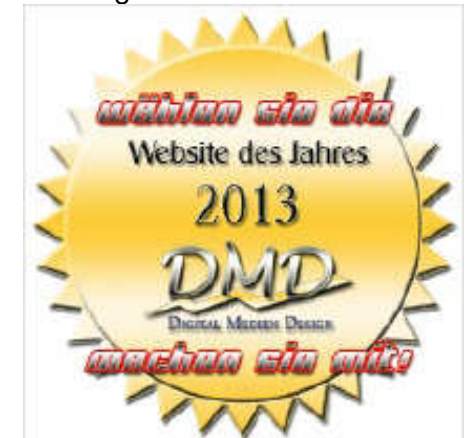 wählen sie die
Website des Jahres
2013
DMD
Digital Medien Design
machen sie mit!